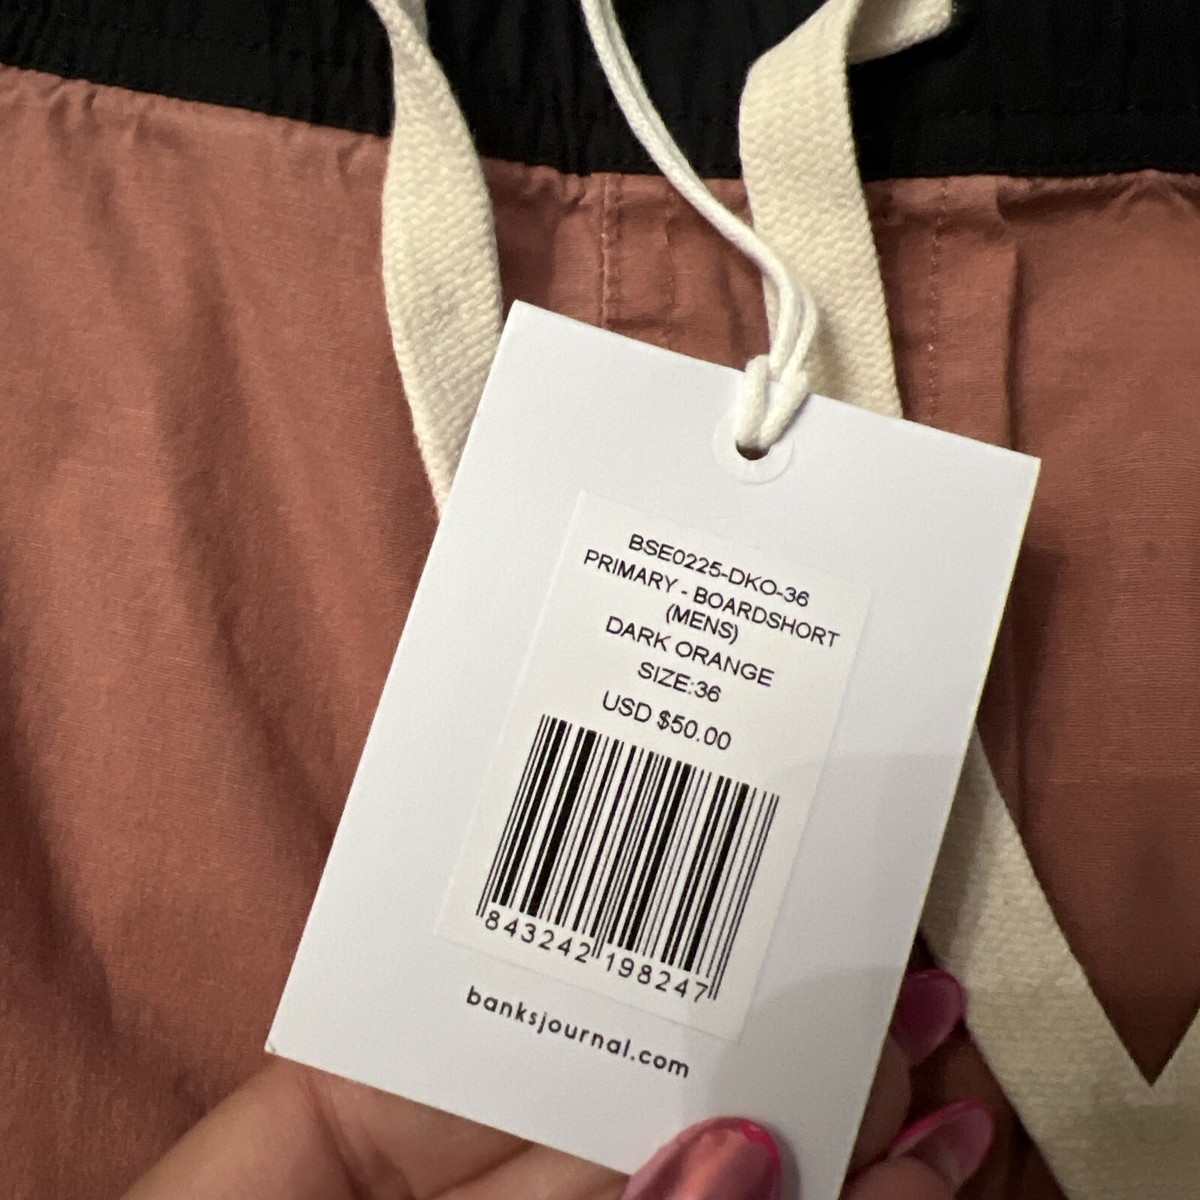 BSE0225-DKO-36
PRIMARY - BOARDSHORT
(MENS)
DARK ORANGE
SIZE:36
USD $50.00
843242 198247
banksjournal.com